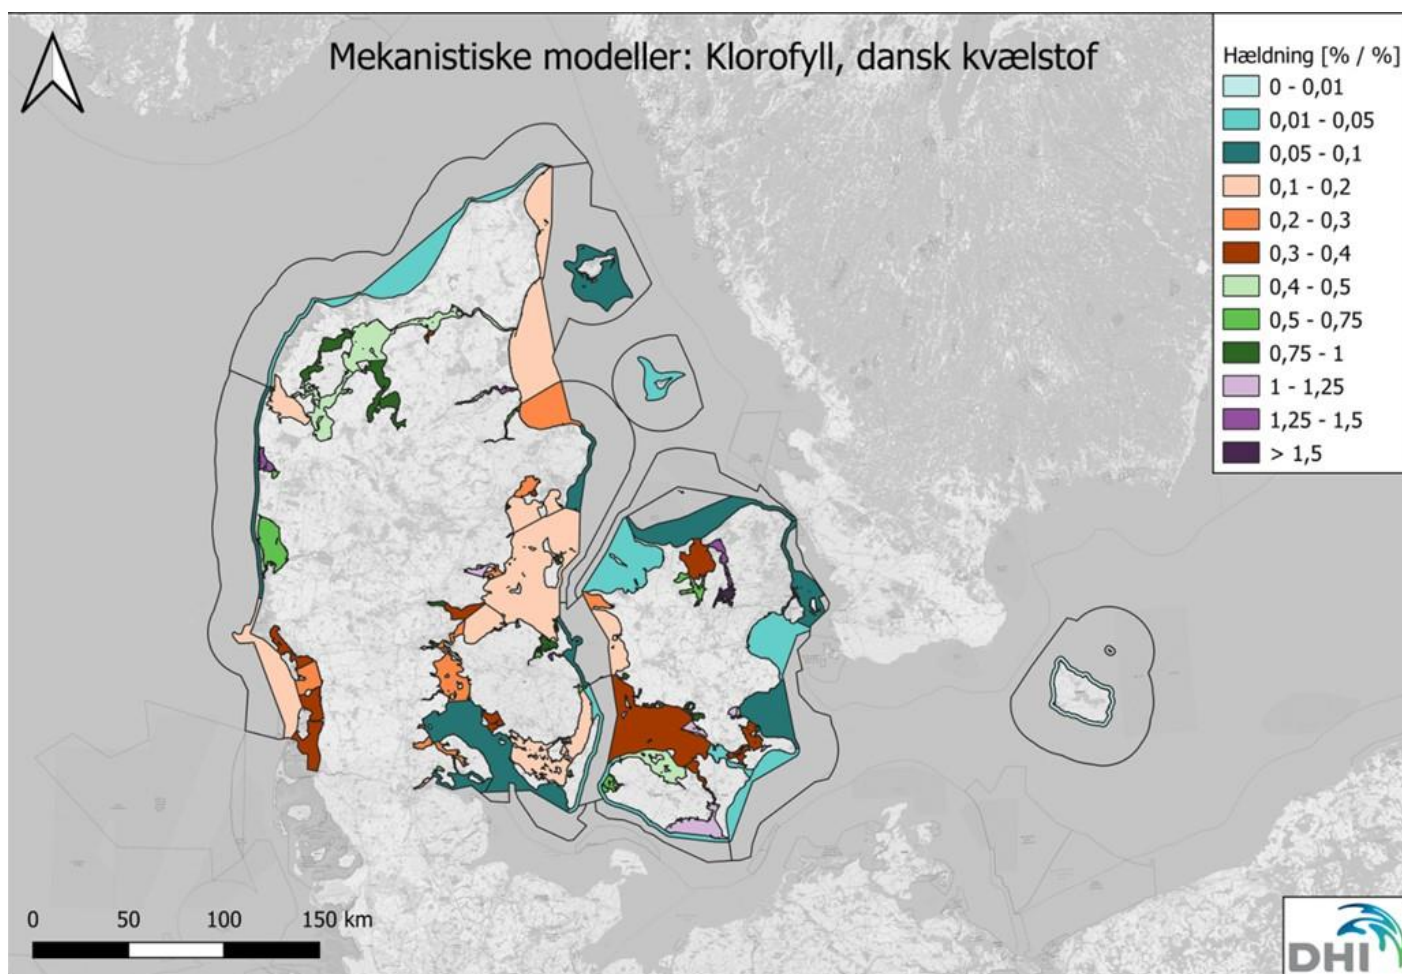 Mekanistiske modeller: Klorofyll, dansk kvælstof
Hældning [% / %]
0 - 0,01
0,01 - 0,05
0,05 - 0,1
0,1 - 0,2
0,2 - 0,3
0,3 - 0,4
0,4 - 0,5
0,5 - 0,75
0,75 - 1
1 - 1,25
1,25 - 1,5
> 1,5
0 50 100 150 km
DHI